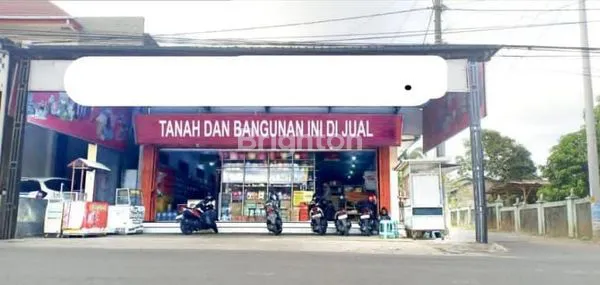 TANAH DAN BANGUNAN INI DI JUAL
Brighton